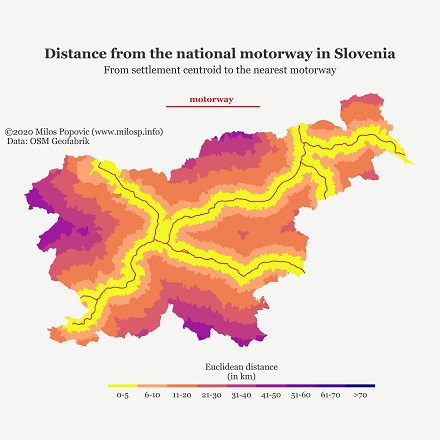 Distance from the national motorway in Slovenia
From settlement centroid to the nearest motorway
motorway
©2020 Milos Popovic (www.milosp.info)
Data: OSM Geofabrik
Euclidean distance
(in km)
0-5 6-10 11-20 21-30 31-40 41-50 51-60 61-70 >70